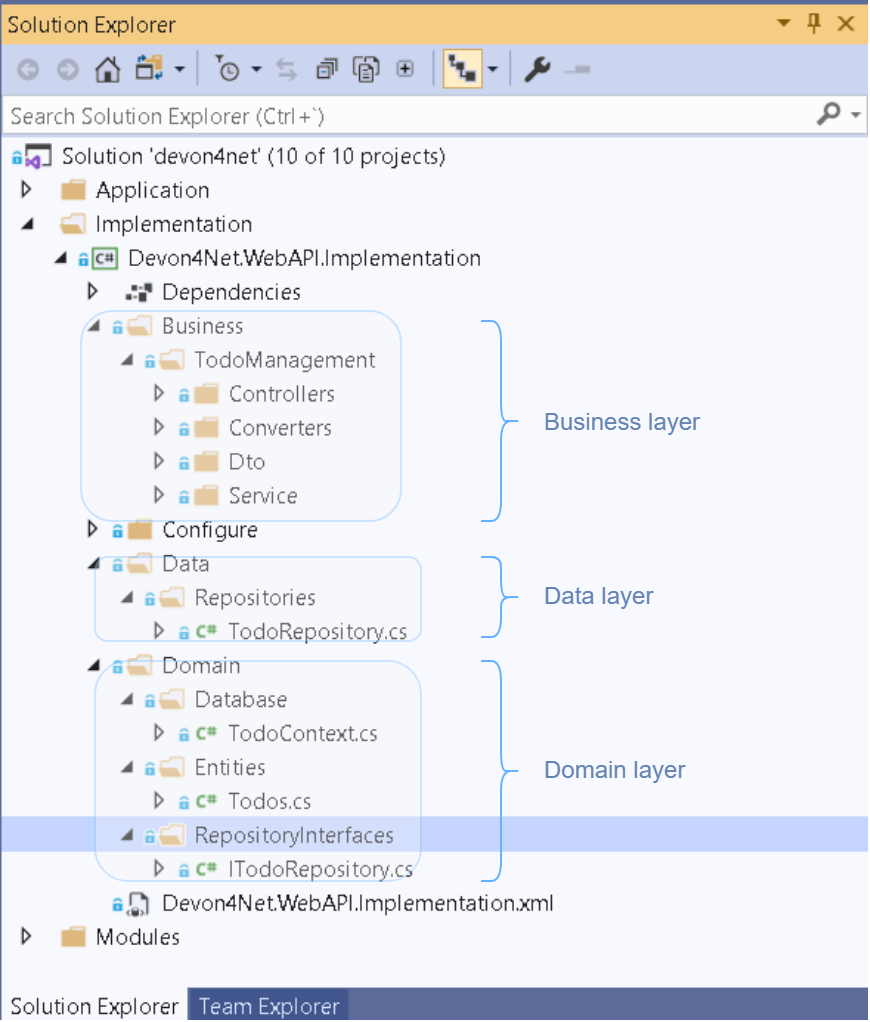 Solution Explorer
Search Solution Explorer (Ctrl+`)
Solution 'devon4net' (10 of 10 projects)
Application
Implementation
C# Devon4Net.WebAPI.Implementation
Dependencies
Business
TodoManagement
Controllers
Converters
Business layer
Dto
Service
Configure
Data
Repositories
Data layer
C# TodoRepository.cs
Domain
Database
C# TodoContext.cs
Entities
Domain layer
C# Todos.cs
RepositoryInterfaces
C# ITodoRepository.cs
Devon4Net.WebAPI.Implementation.xml
Modules
Solution Explorer Team Explorer